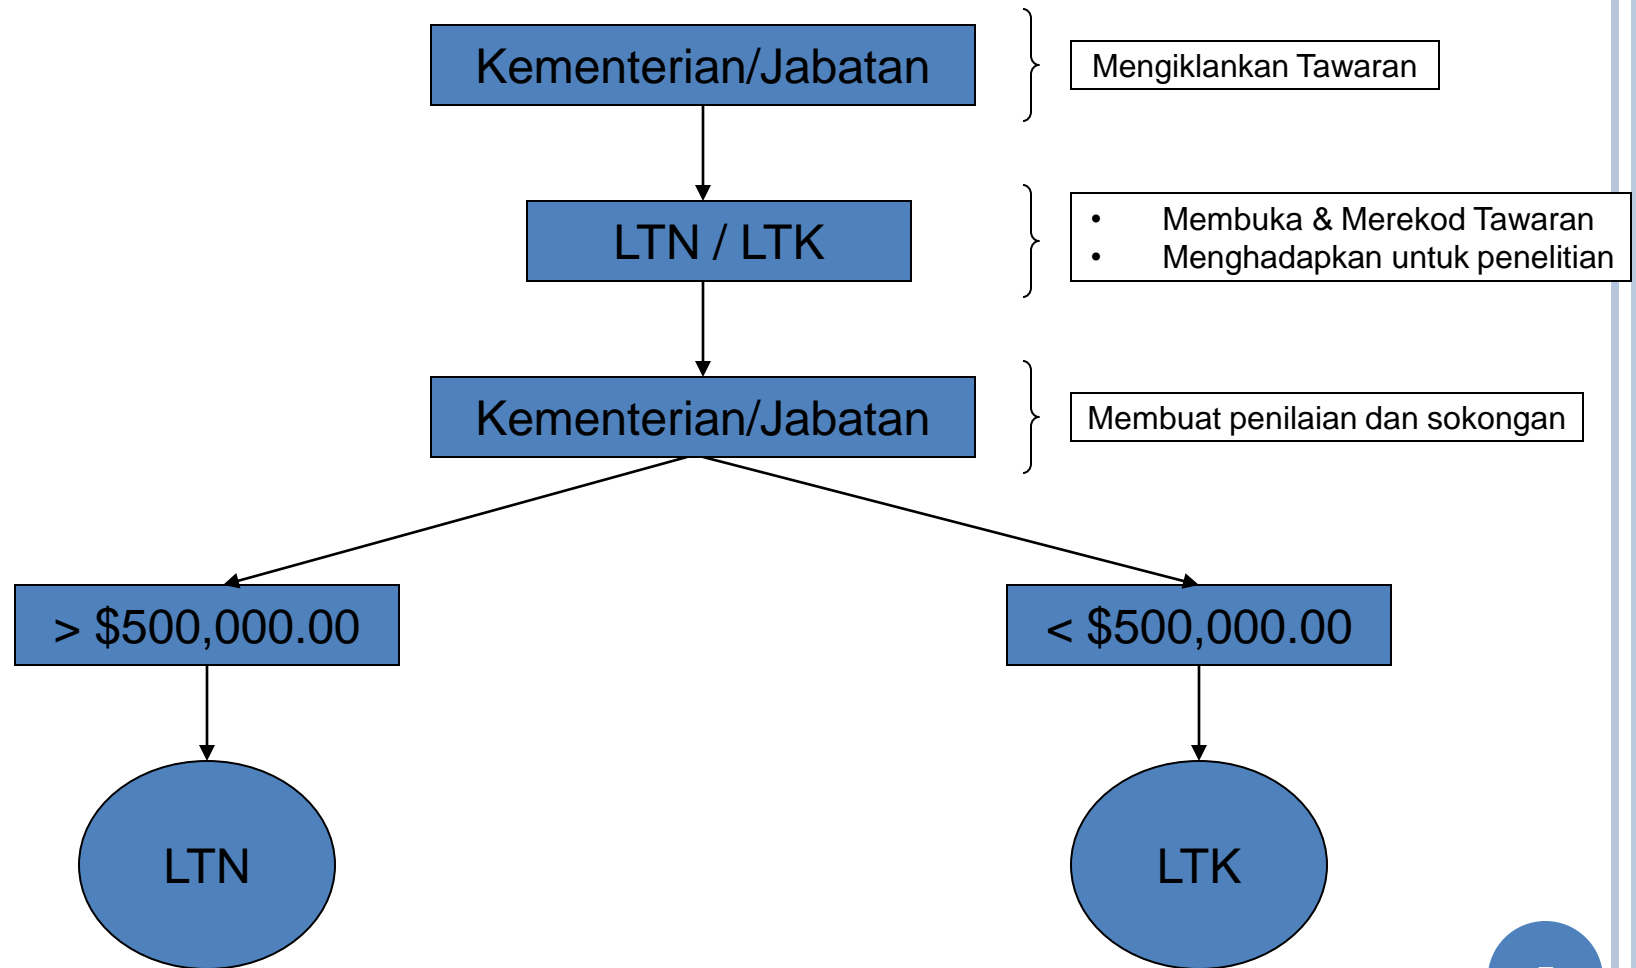 Kementerian/Jabatan
Mengiklankan Tawaran
LTN / LTK
• Membuka & Merekod Tawaran
• Menghadapkan untuk penelitian
Kementerian/Jabatan
Membuat penilaian dan sokongan
> $500,000.00
< $500,000.00
LTN
LTK